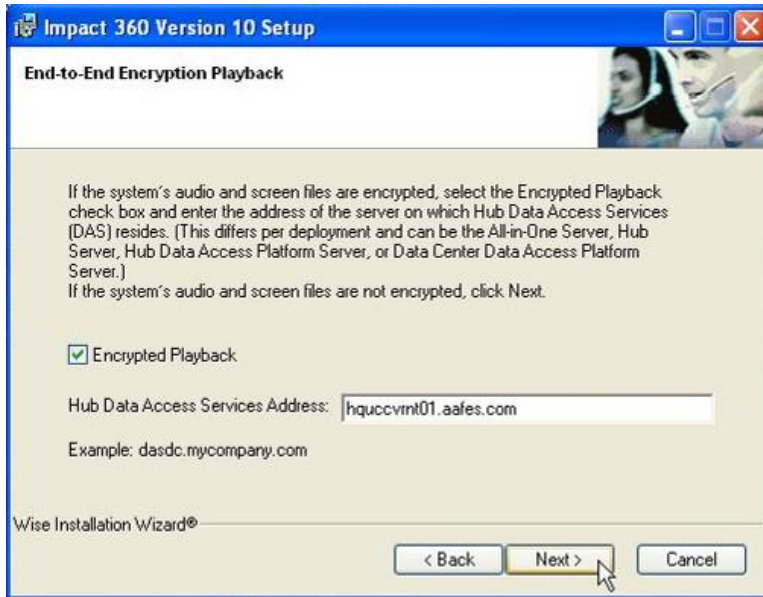 Impact 360 Version 10 Setup
End-to-End Encryption Playback
If the system's audio and screen files are encrypted, select the Encrypted Playback
check box and enter the address of the server on which Hub Data Access Services
(DAS) resides. (This differs per deployment and can be the All-in-One Server, Hub
Server, Hub Data Access Platform Server, or Data Center Data Access Platform
Server.)
If the system's audio and screen files are not encrypted, click Next.
Encrypted Playback
Hub Data Access Services Address: hquccvrnt01.aafes.com
Example: dasdc.mycompany.com
Wise Installation Wizard®
< Back Next > Cancel